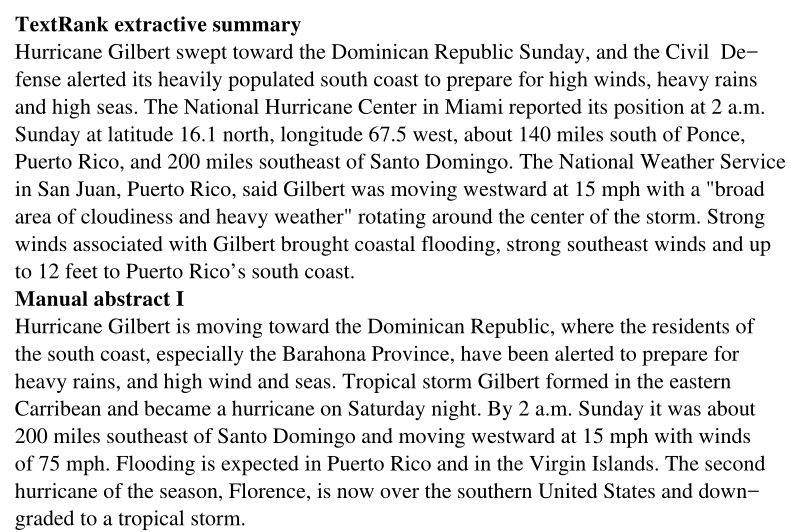 TextRank extractive summary
Hurricane Gilbert swept toward the Dominican Republic Sunday, and the Civil De−
fense alerted its heavily populated south coast to prepare for high winds, heavy rains
and high seas. The National Hurricane Center in Miami reported its position at 2 a.m.
Sunday at latitude 16.1 north, longitude 67.5 west, about 140 miles south of Ponce,
Puerto Rico, and 200 miles southeast of Santo Domingo. The National Weather Service
in San Juan, Puerto Rico, said Gilbert was moving westward at 15 mph with a "broad
area of cloudiness and heavy weather" rotating around the center of the storm. Strong
winds associated with Gilbert brought coastal flooding, strong southeast winds and up
to 12 feet to Puerto Rico's south coast.
Manual abstract I
Hurricane Gilbert is moving toward the Dominican Republic, where the residents of
the south coast, especially the Barahona Province, have been alerted to prepare for
heavy rains, and high wind and seas. Tropical storm Gilbert formed in the eastern
Carribean and became a hurricane on Saturday night. By 2 a.m. Sunday it was about
200 miles southeast of Santo Domingo and moving westward at 15 mph with winds
of 75 mph. Flooding is expected in Puerto Rico and in the Virgin Islands. The second
hurricane of the season, Florence, is now over the southern United States and down−
graded to a tropical storm.